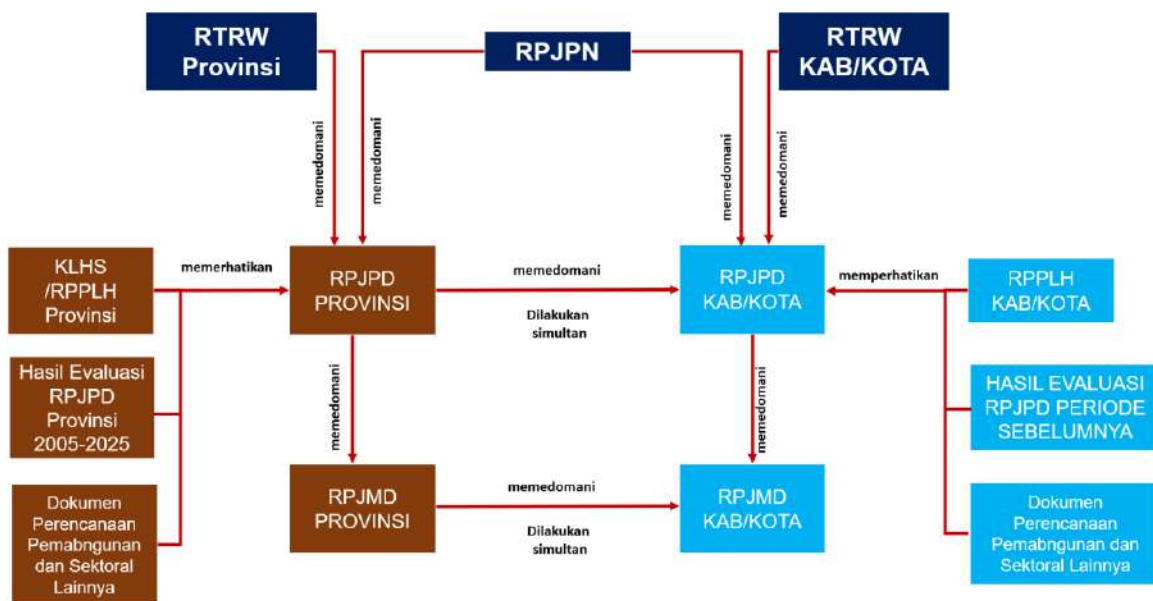 RTRW
Provinsi
RPJPN
RTRW
KAB/KOTA
memedomani
memedomani
memedomani
memedomani
KLHS
/RPPLH
Provinsi
memerhatikan
RPJPD
PROVINSI
memedomani
Dilakukan
simultan
RPJPD
KAB/KOTA
memperhatikan
RPPLH
KAB/KOTA
Hasil Evaluasi
RPJPD
Provinsi
2005-2025
memedomani
memedomani
HASIL EVALUASI
RPJPD PERIODE
SEBELUMNYA
Dokumen
Perencanaan
Pemabngunan
dan Sektoral
Lainnya
RPJMD
PROVINSI
memedomani
Dilakukan
simultan
RPJMD
KAB/KOTA
Dokumen
Perencanaan
Pemabngunan dan
Sektoral Lainnya